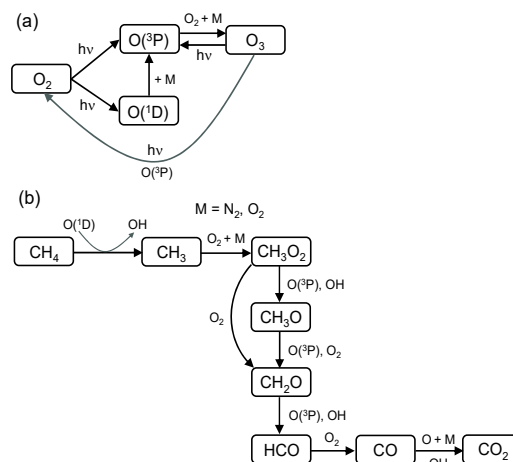 (a)
O₂ + M
O(³P)
O₃
hν
hν
O₂
+ M
hν
O(¹D)
hν
O(³P)
(b)
M = N₂, O₂
O(¹D)
OH
O₂ + M
CH₄
CH₃
CH₃O₂
O(³P), OH
O₂
CH₃O
O(³P), O₂
CH₂O
O(³P), OH
O₂
O + M
HCO
CO
CO₂
OH